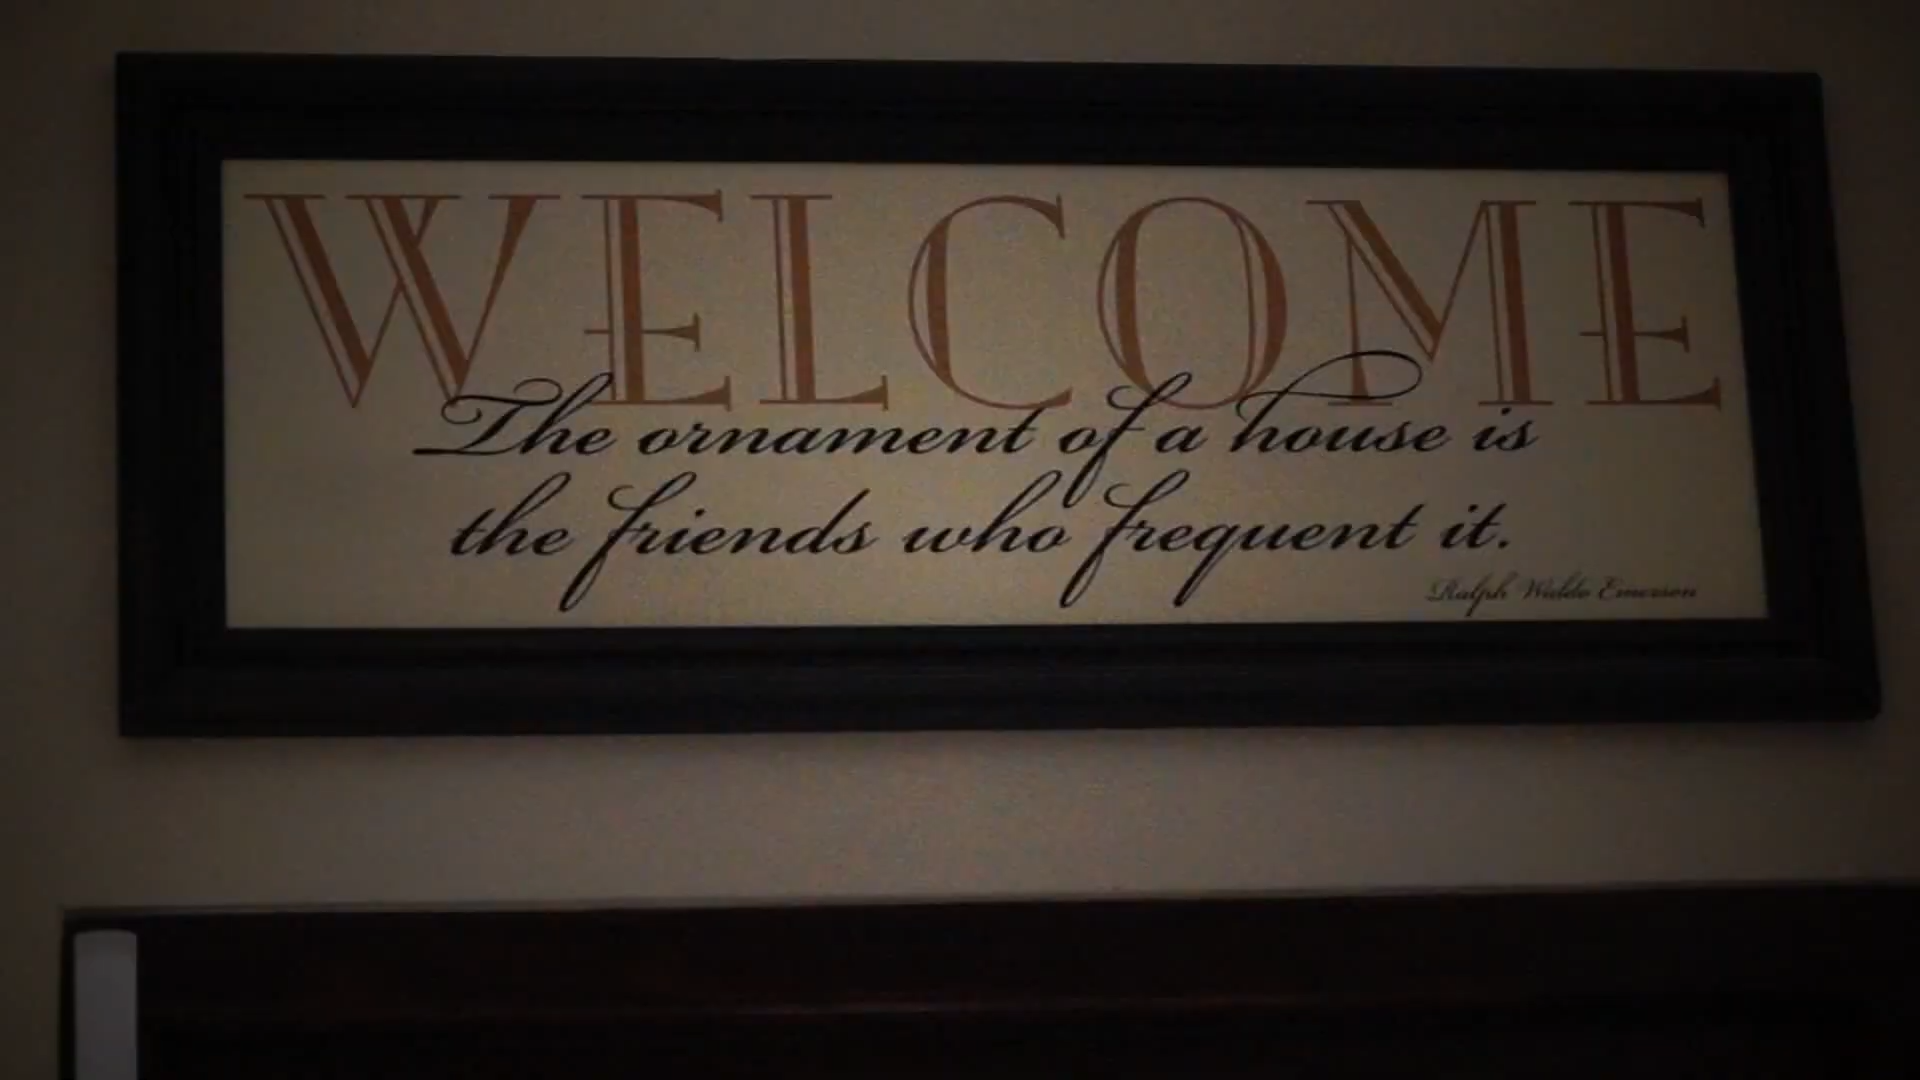 WELCOME
The ornament of a house is
the friends who frequent it.
Ralph Waldo Emerson